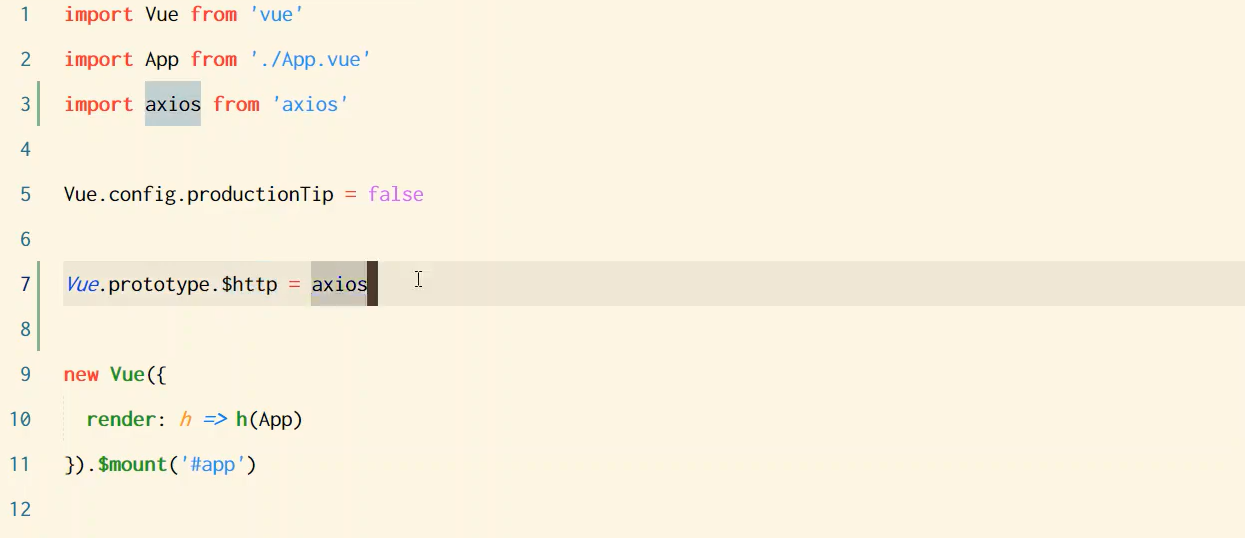 1 import Vue from 'vue'
2 import App from './App.vue'
3 import axios from 'axios'
4
5 Vue.config.productionTip = false
6
7 Vue.prototype.$http = axios
8
9 new Vue({
10   render: h => h(App)
11 }).$mount('#app')
12